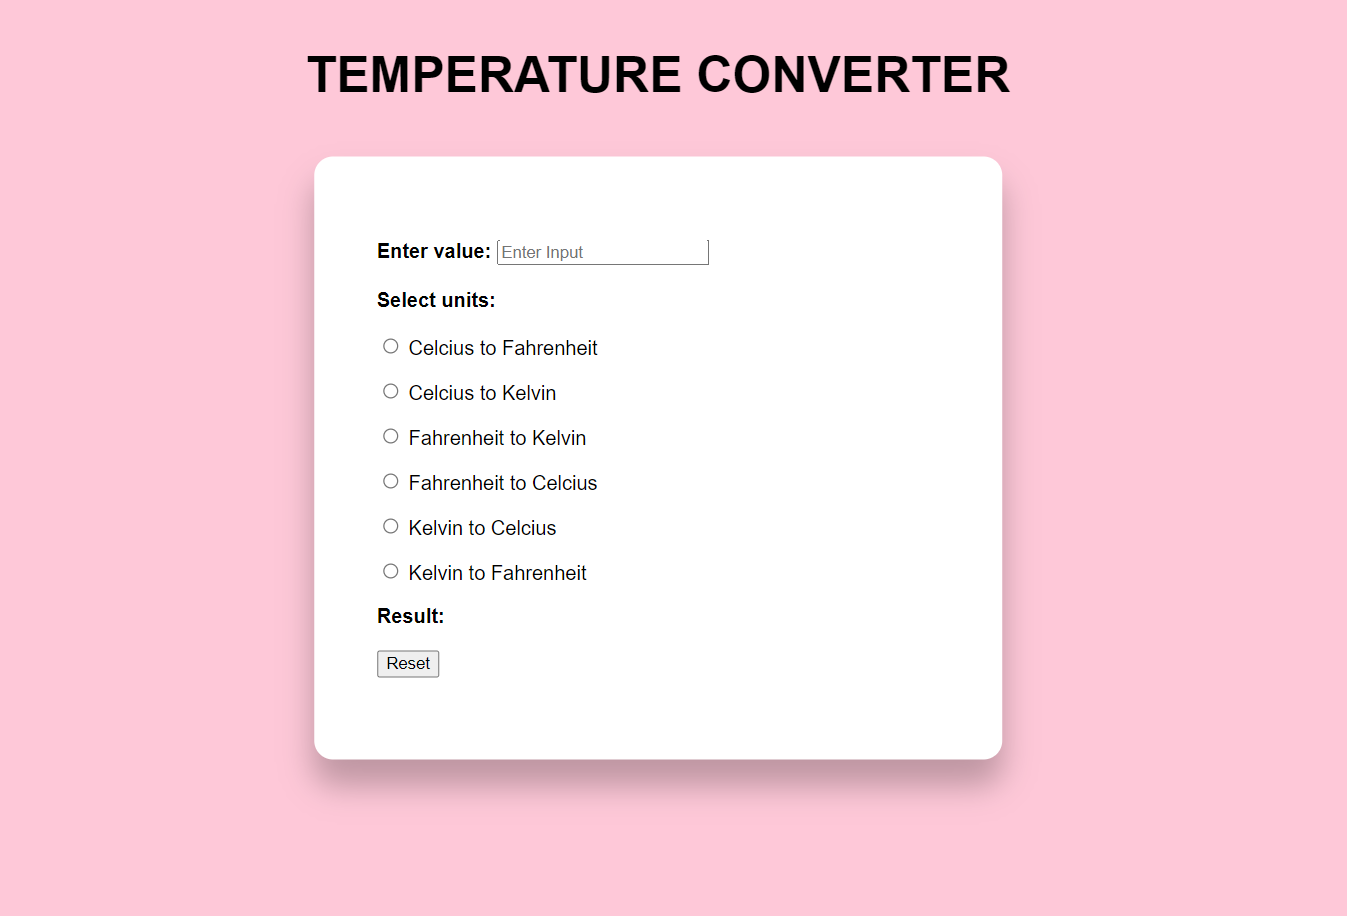 TEMPERATURE CONVERTER
Enter value: Enter Input
Select units:
Celcius to Fahrenheit
Celcius to Kelvin
Fahrenheit to Kelvin
Fahrenheit to Celcius
Kelvin to Celcius
Kelvin to Fahrenheit
Result:
Reset